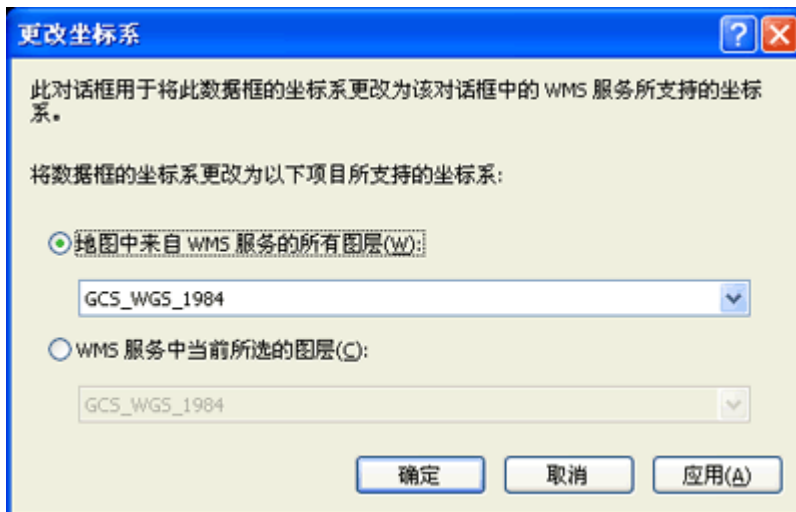 更改坐标系
此对话框用于将此数据框的坐标系更改为该对话框中的 WMS 服务所支持的坐标
系。
将数据框的坐标系更改为以下项目所支持的坐标系:
地图中来自 WMS 服务的所有图层(W):
GCS_WGS_1984
WMS 服务中当前所选的图层(C):
GCS_WGS_1984
确定 取消 应用(A)